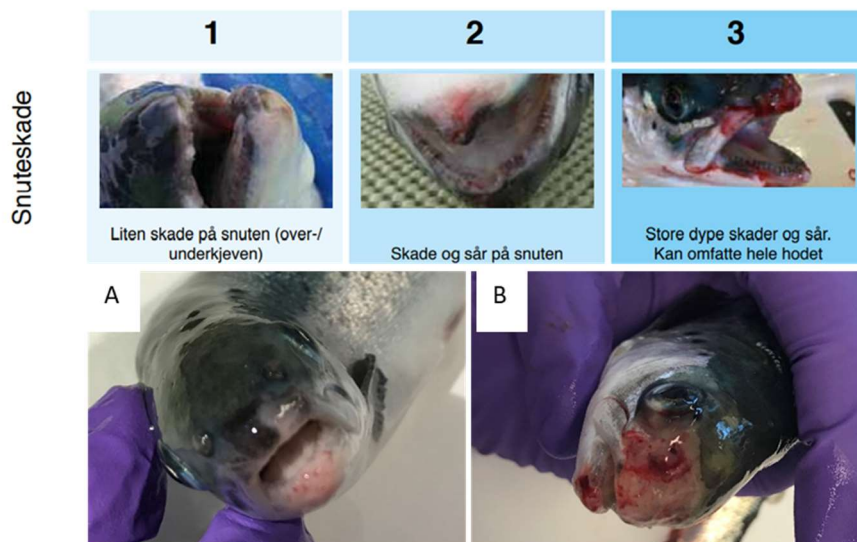 1
2
3
Snuteskade
Liten skade på snuten (over-/
underkjeven)
Skade og sår på snuten
Store dype skader og sår.
Kan omfatte hele hodet
A
B